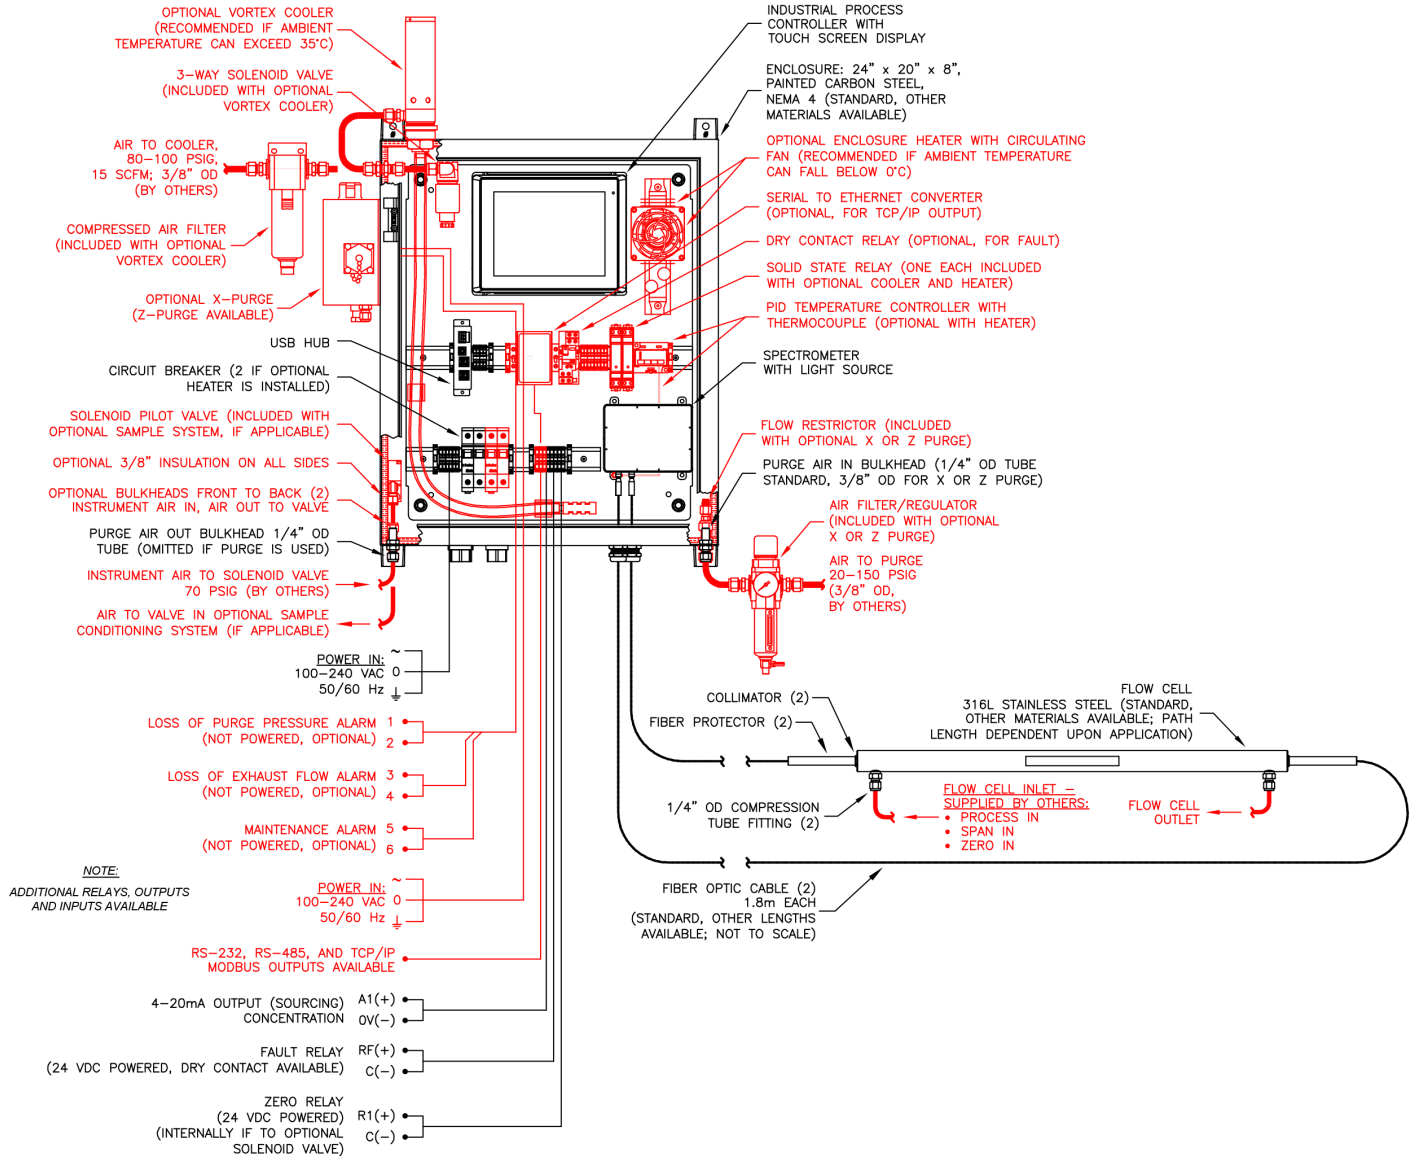 OPTIONAL VORTEX COOLER
(RECOMMENDED IF AMBIENT
TEMPERATURE CAN EXCEED 35°C)
3-WAY SOLENOID VALVE
(INCLUDED WITH OPTIONAL
VORTEX COOLER)
AIR TO COOLER,
80-100 PSIG,
15 SCFM; 3/8" OD
(BY OTHERS)
COMPRESSED AIR FILTER
(INCLUDED WITH OPTIONAL
VORTEX COOLER)
OPTIONAL X-PURGE
(Z-PURGE AVAILABLE)
USB HUB
CIRCUIT BREAKER (2 IF OPTIONAL
HEATER IS INSTALLED)
SOLENOID PILOT VALVE (INCLUDED WITH
OPTIONAL SAMPLE SYSTEM, IF APPLICABLE)
OPTIONAL 3/8" INSULATION ON ALL SIDES
OPTIONAL BULKHEADS FRONT TO BACK (2)
INSTRUMENT AIR IN, AIR OUT TO VALVE
PURGE AIR OUT BULKHEAD 1/4" OD
TUBE (OMITTED IF PURGE IS USED)
INSTRUMENT AIR TO SOLENOID VALVE
70 PSIG (BY OTHERS)
AIR TO VALVE IN OPTIONAL SAMPLE
CONDITIONING SYSTEM (IF APPLICABLE)
INDUSTRIAL PROCESS
CONTROLLER WITH
TOUCH SCREEN DISPLAY
ENCLOSURE: 24" x 20" x 8",
PAINTED CARBON STEEL,
NEMA 4 (STANDARD, OTHER
MATERIALS AVAILABLE)
OPTIONAL ENCLOSURE HEATER WITH CIRCULATING
FAN (RECOMMENDED IF AMBIENT TEMPERATURE
CAN FALL BELOW 0°C)
SERIAL TO ETHERNET CONVERTER
(OPTIONAL, FOR TCP/IP OUTPUT)
DRY CONTACT RELAY (OPTIONAL, FOR FAULT)
SOLID STATE RELAY (ONE EACH INCLUDED
WITH OPTIONAL COOLER AND HEATER)
PID TEMPERATURE CONTROLLER WITH
THERMOCOUPLE (OPTIONAL WITH HEATER)
SPECTROMETER
WITH LIGHT SOURCE
FLOW RESTRICTOR (INCLUDED
WITH OPTIONAL X OR Z PURGE)
PURGE AIR IN BULKHEAD (1/4" OD TUBE
STANDARD, 3/8" OD FOR X OR Z PURGE)
AIR FILTER/REGULATOR
(INCLUDED WITH OPTIONAL
X OR Z PURGE)
AIR TO PURGE
20-150 PSIG
(3/8" OD,
BY OTHERS)
POWER IN: ~
100-240 VAC 0
50/60 Hz ⏚
LOSS OF PURGE PRESSURE ALARM 1
(NOT POWERED, OPTIONAL) 2
LOSS OF EXHAUST FLOW ALARM 3
(NOT POWERED, OPTIONAL) 4
MAINTENANCE ALARM 5
(NOT POWERED, OPTIONAL) 6
NOTE:
ADDITIONAL RELAYS, OUTPUTS
AND INPUTS AVAILABLE
POWER IN: ~
100-240 VAC 0
50/60 Hz ⏚
RS-232, RS-485, AND TCP/IP
MODBUS OUTPUTS AVAILABLE
4-20mA OUTPUT (SOURCING) A1(+)
CONCENTRATION 0V(-)
FAULT RELAY RF(+)
(24 VDC POWERED, DRY CONTACT AVAILABLE) C(-)
ZERO RELAY
(24 VDC POWERED) R1(+)
(INTERNALLY IF TO OPTIONAL C(-)
SOLENOID VALVE)
COLLIMATOR (2)
FIBER PROTECTOR (2)
FLOW CELL
316L STAINLESS STEEL (STANDARD,
OTHER MATERIALS AVAILABLE; PATH
LENGTH DEPENDENT UPON APPLICATION)
1/4" OD COMPRESSION
TUBE FITTING (2)
FLOW CELL INLET -
SUPPLIED BY OTHERS:
• PROCESS IN
• SPAN IN
• ZERO IN
FLOW CELL
OUTLET
FIBER OPTIC CABLE (2)
1.8m EACH
(STANDARD, OTHER LENGTHS
AVAILABLE; NOT TO SCALE)